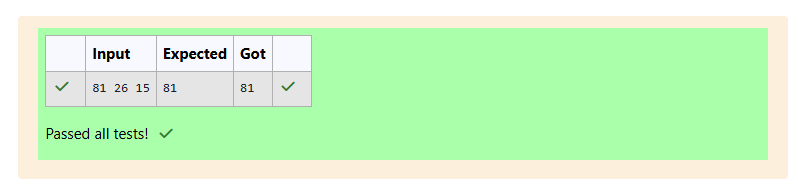 Input Expected Got
81 26 15 81 81
Passed all tests!